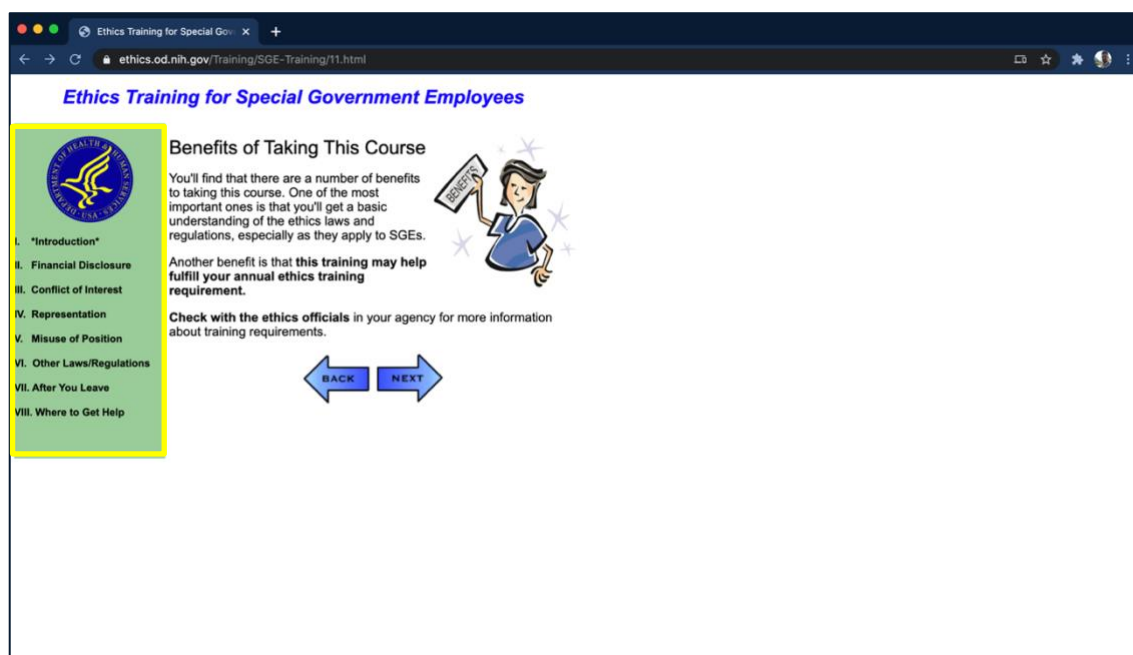 Ethics Training for Special Gov
ethics.od.nih.gov/Training/SGE-Training/11.html
Ethics Training for Special Government Employees
DEPARTMENT OF HEALTH & HUMAN SERVICES · USA
I. *Introduction*
II. Financial Disclosure
III. Conflict of Interest
IV. Representation
V. Misuse of Position
VI. Other Laws/Regulations
VII. After You Leave
VIII. Where to Get Help
Benefits of Taking This Course
You'll find that there are a number of benefits
to taking this course. One of the most
important ones is that you'll get a basic
understanding of the ethics laws and
regulations, especially as they apply to SGEs.
Another benefit is that this training may help
fulfill your annual ethics training
requirement.
Check with the ethics officials in your agency for more information
about training requirements.
BENEFITS
BACK NEXT